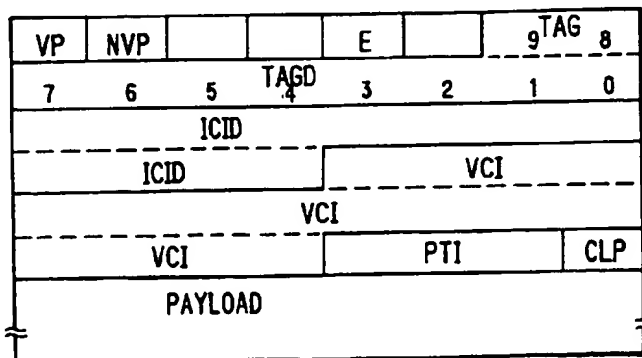 VP NVP E TAG
9 8
TAGD
7 6 5 4 3 2 1 0
ICID
ICID VCI
VCI
VCI PTI CLP
PAYLOAD